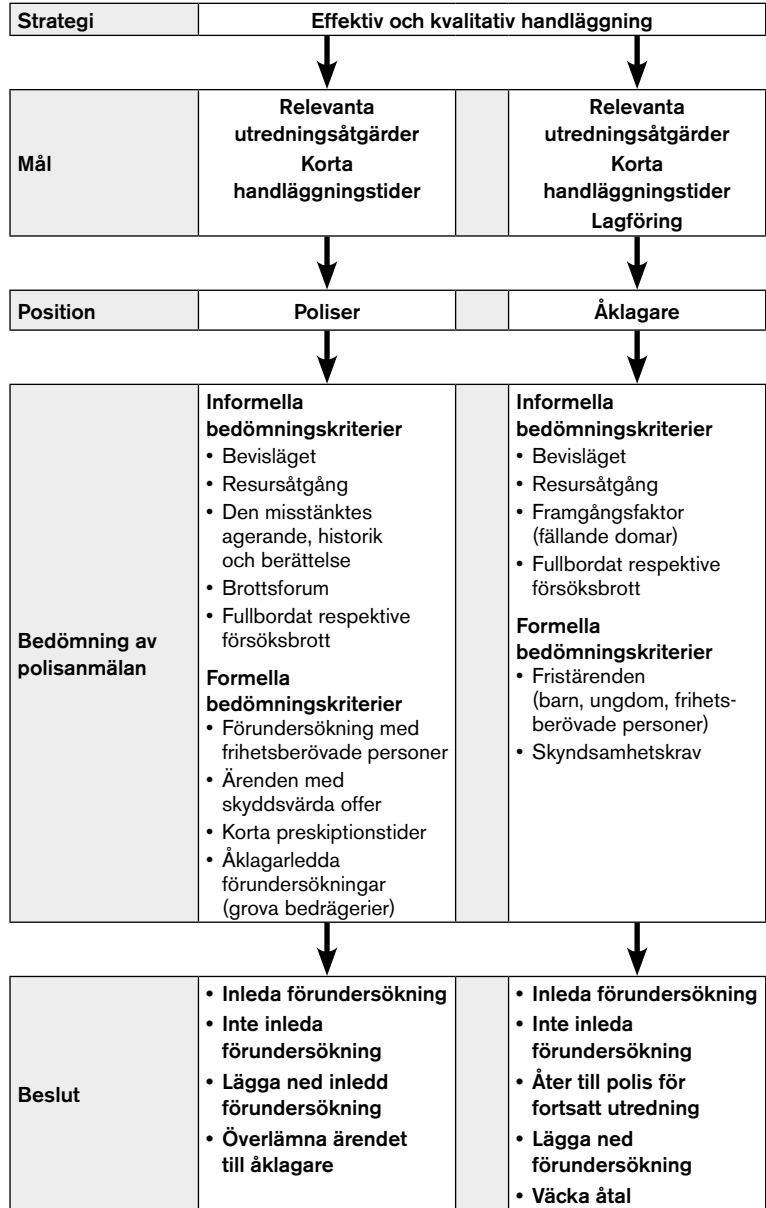 Strategi
Effektiv och kvalitativ handläggning
Mål
Relevanta
utredningsåtgärder
Korta
handläggningstider
Relevanta
utredningsåtgärder
Korta
handläggningstider
Lagföring
Position
Poliser
Åklagare
Bedömning av
polisanmälan
Informella
bedömningskriterier
• Bevisläget
• Resursåtgång
• Den misstänktes
agerande, historik
och berättelse
• Brottsforum
• Fullbordat respektive
försöksbrott
Formella
bedömningskriterier
• Förundersökning med
frihetsberövade personer
• Ärenden med
skyddsvärda offer
• Korta preskiptionstider
• Åklagarledda
förundersökningar
(grova bedrägerier)
Informella
bedömningskriterier
• Bevisläget
• Resursåtgång
• Framgångsfaktor
(fällande domar)
• Fullbordat respektive
försöksbrott
Formella
bedömningskriterier
• Fristärenden
(barn, ungdom, frihets-
berövade personer)
• Skyndsamhetskrav
Beslut
• Inleda förundersökning
• Inte inleda
förundersökning
• Lägga ned inledd
förundersökning
• Överlämna ärendet
till åklagare
• Inleda förundersökning
• Inte inleda
förundersökning
• Åter till polis för
fortsatt utredning
• Lägga ned
förundersökning
• Väcka åtal